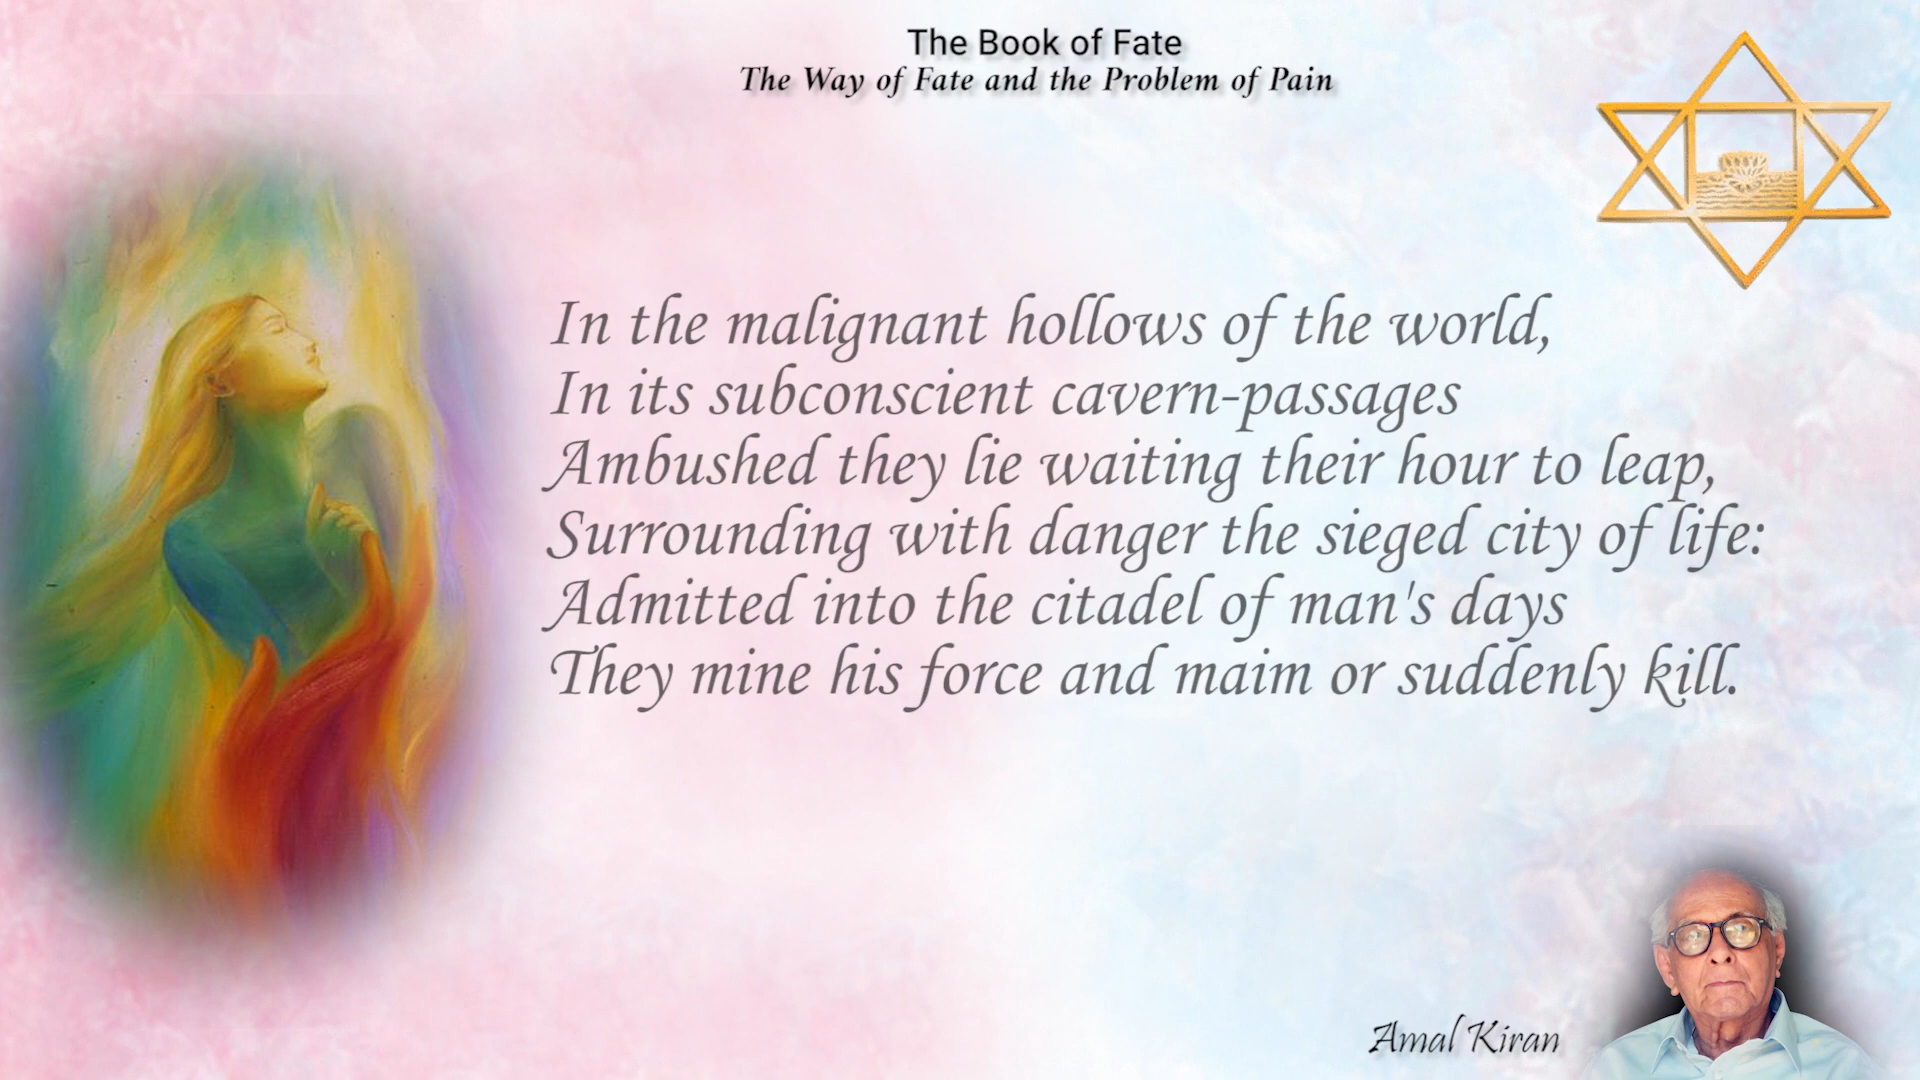 The Book of Fate
The Way of Fate and the Problem of Pain
In the malignant hollows of the world,
In its subconscient cavern-passages
Ambushed they lie waiting their hour to leap,
Surrounding with danger the sieged city of life:
Admitted into the citadel of man's days
They mine his force and maim or suddenly kill.
Amal Kiran